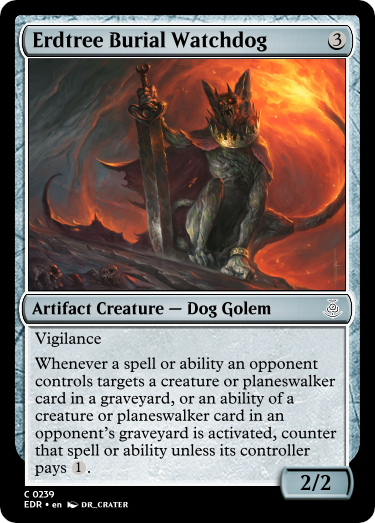 Erdtree Burial Watchdog 3
Artifact Creature — Dog Golem
Vigilance
Whenever a spell or ability an opponent
controls targets a creature or planeswalker
card in a graveyard, or an ability of a
creature or planeswalker card in an
opponent's graveyard is activated, counter
that spell or ability unless its controller
pays 1.
2/2
C 0239
EDR • en DR_CRATER